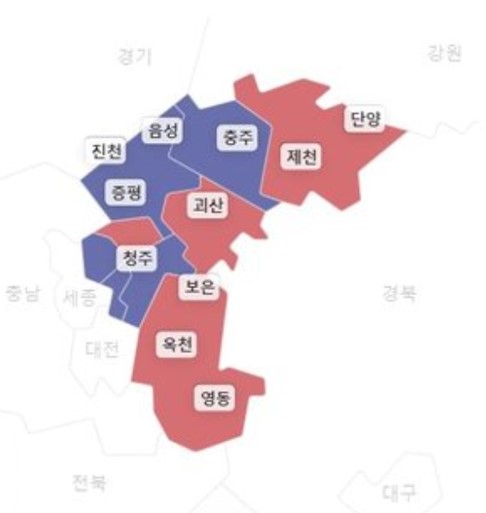 경기
강원
단양
음성
충주
진천
제천
증평
괴산
청주
보은
충남
세종
경북
옥천
대전
영동
전북
대구